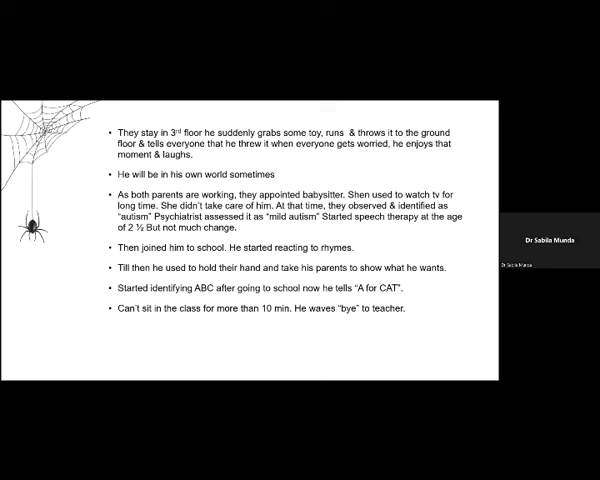 • They stay in 3rd floor he suddenly grabs some toy, runs & throws it to the ground
floor & tells everyone that he threw it when everyone gets worried, he enjoys that
moment & laughs.
• He will be in his own world sometimes
• As both parents are working, they appointed babysitter. Shen used to watch tv for
long time. She didn't take care of him. At that time, they observed & identified as
"autism" Psychiatrist assessed it as "mild autism" Started speech therapy at the age
of 2 ½ But not much change.
• Then joined him to school. He started reacting to rhymes.
• Till then he used to hold their hand and take his parents to show what he wants.
• Started identifying ABC after going to school now he tells "A for CAT".
• Can't sit in the class for more than 10 min. He waves "bye" to teacher.
Dr Sabila Munda
Dr Sabila Munda